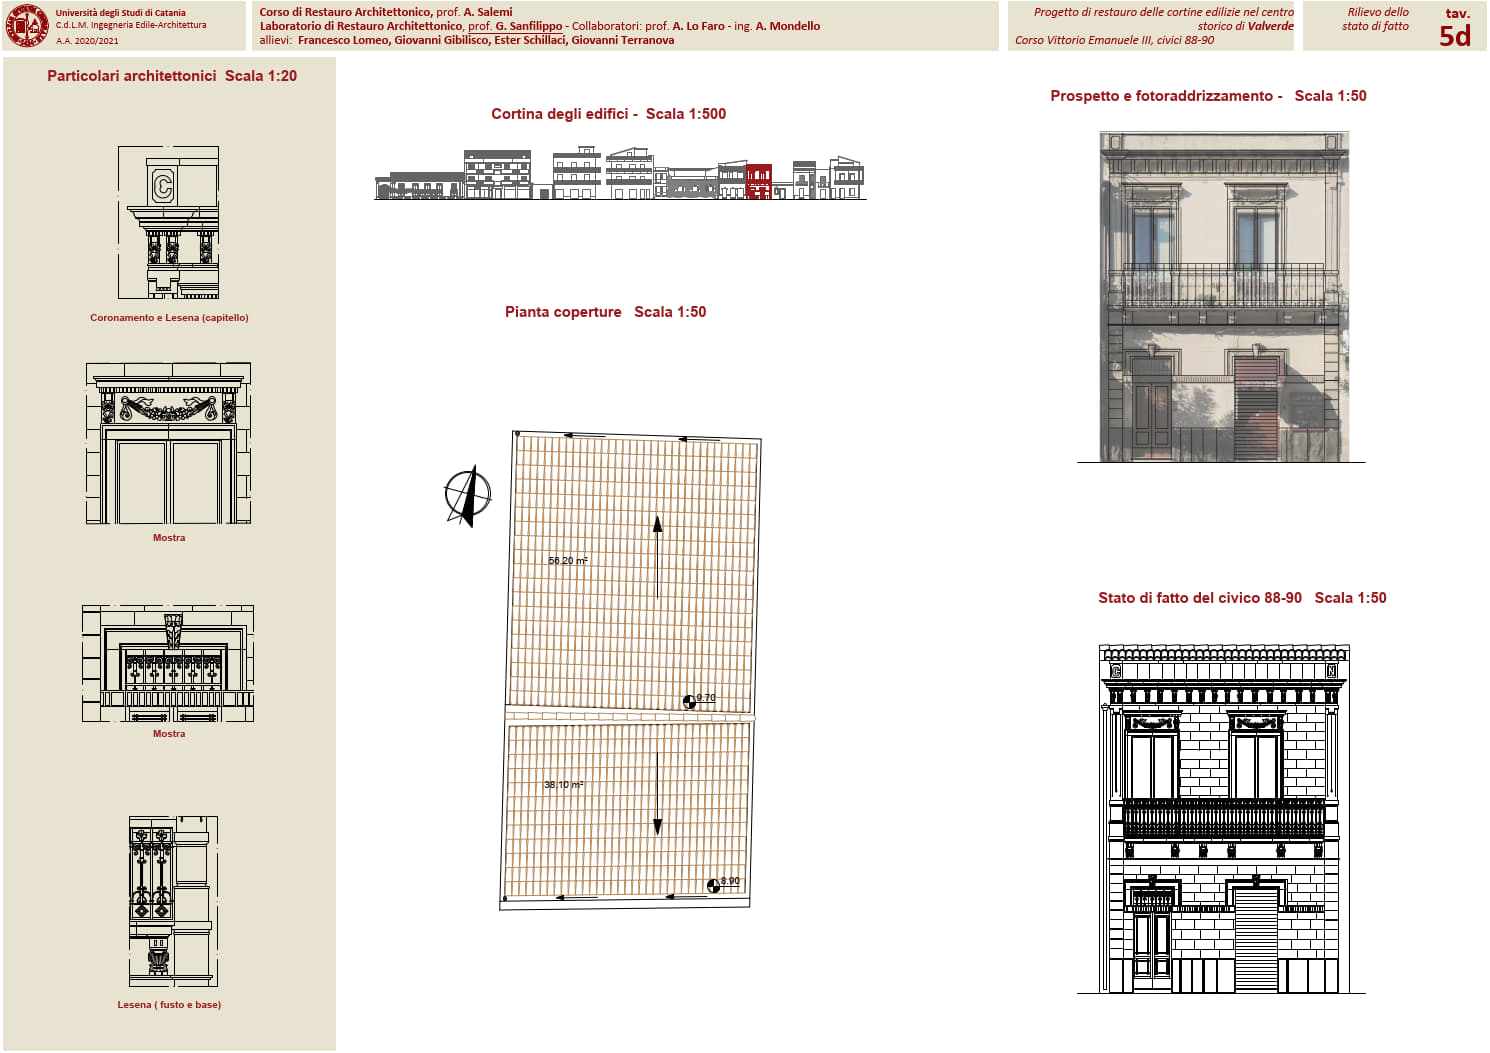 Università degli Studi di Catania
C.d.L.M. Ingegneria Edile-Architettura
A.A. 2020/2021
Corso di Restauro Architettonico, prof. A. Salemi
Laboratorio di Restauro Architettonico, prof. G. Sanfilippo - Collaboratori: prof. A. Lo Faro - ing. A. Mondello
allievi: Francesco Lomeo, Giovanni Gibilisco, Ester Schillaci, Giovanni Terranova
Progetto di restauro delle cortine edilizie nel centro
storico di Valverde
Corso Vittorio Emanuele III, civici 88-90
Rilievo dello
stato di fatto
tav.
5d
Particolari architettonici Scala 1:20
C
Coronamento e Lesena (capitello)
Mostra
Mostra
Lesena ( fusto e base)
Cortina degli edifici - Scala 1:500
Pianta coperture Scala 1:50
56.20 m²
9.70
38.10 m²
8.90
Prospetto e fotoraddrizzamento - Scala 1:50
Stato di fatto del civico 88-90 Scala 1:50